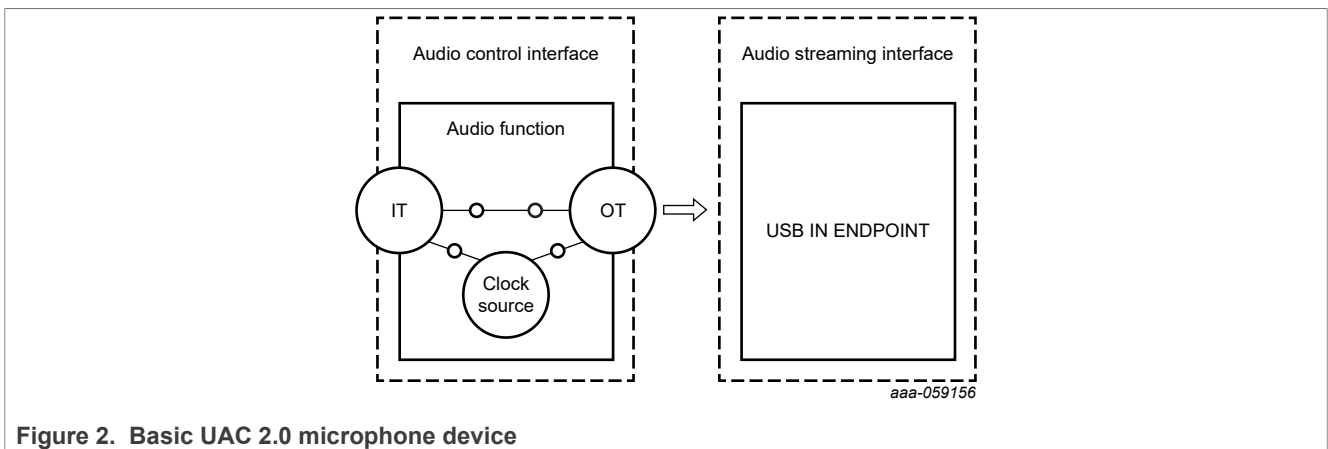 Audio control interface
Audio streaming interface
Audio function
IT
OT
USB IN ENDPOINT
Clock
source
aaa-059156
Figure 2. Basic UAC 2.0 microphone device